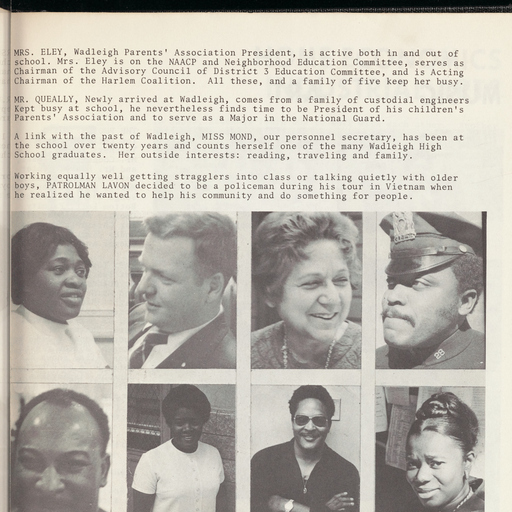 MRS. ELEY, Wadleigh Parents' Association President, is active both in and out of
school. Mrs. Eley is on the NAACP and Neighborhood Education Committee, serves as
Chairman of the Advisory Council of District 3 Education Committee, and is Acting
Chairman of the Harlem Coalition. All these, and a family of five keep her busy.
MR. QUEALLY, Newly arrived at Wadleigh, comes from a family of custodial engineers
Kept busy at school, he nevertheless finds time to be President of his children's
Parents' Association and to serve as a Major in the National Guard.
A link with the past of Wadleigh, MISS MOND, our personnel secretary, has been at
the school over twenty years and counts herself one of the many Wadleigh High
School graduates. Her outside interests: reading, traveling and family.
Working equally well getting stragglers into class or talking quietly with older
boys, PATROLMAN LAVON decided to be a policeman during his tour in Vietnam when
he realized he wanted to help his community and do something for people.